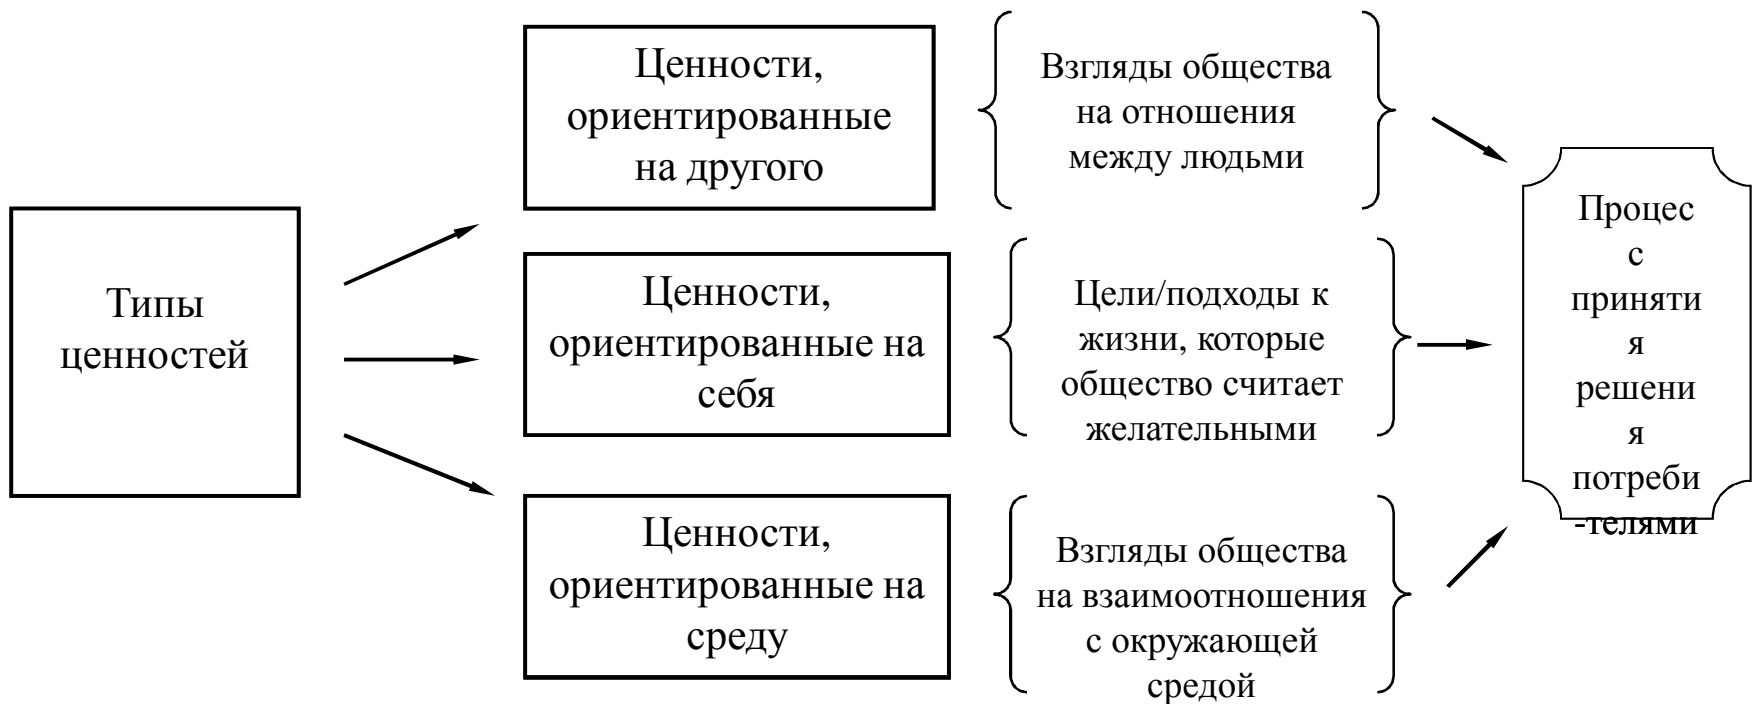 Типы
ценностей
Ценности,
ориентированные
на другого
Взгляды общества
на отношения
между людьми
Ценности,
ориентированные на
себя
Цели/подходы к
жизни, которые
общество считает
желательными
Ценности,
ориентированные на
среду
Взгляды общества
на взаимоотношения
с окружающей
средой
Процес
с
приняти
я
решени
я
потреби
-телями